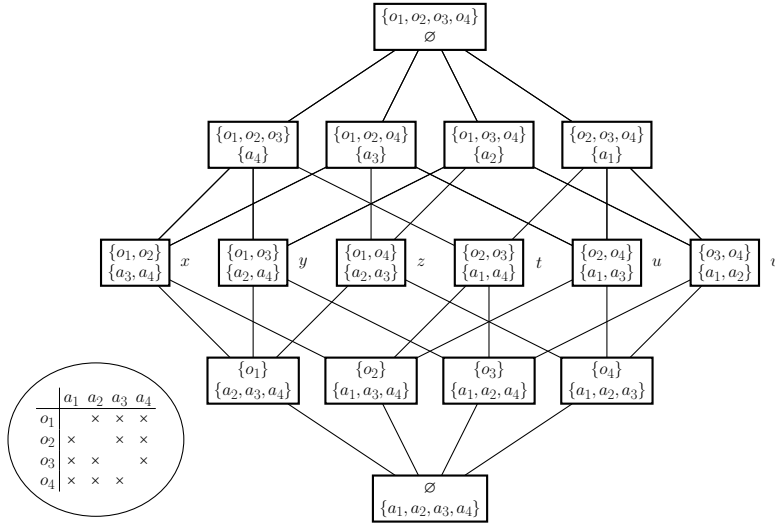 {o₁, o₂, o₃, o₄}
∅
{o₁, o₂, o₃} {o₁, o₂, o₄} {o₁, o₃, o₄} {o₂, o₃, o₄}
{a₄} {a₃} {a₂} {a₁}
{o₁, o₂} {o₁, o₃} {o₁, o₄} {o₂, o₃} {o₂, o₄} {o₃, o₄}
x y z t u
{a₃, a₄} {a₂, a₄} {a₂, a₃} {a₁, a₄} {a₁, a₃} {a₁, a₂}
{o₁} {o₂} {o₃} {o₄}
{a₂, a₃, a₄} {a₁, a₃, a₄} {a₁, a₂, a₄} {a₁, a₂, a₃}
a₁ a₂ a₃ a₄
o₁ × × ×
o₂ × × ×
o₃ × × ×
o₄ × × ×
∅
{a₁, a₂, a₃, a₄}